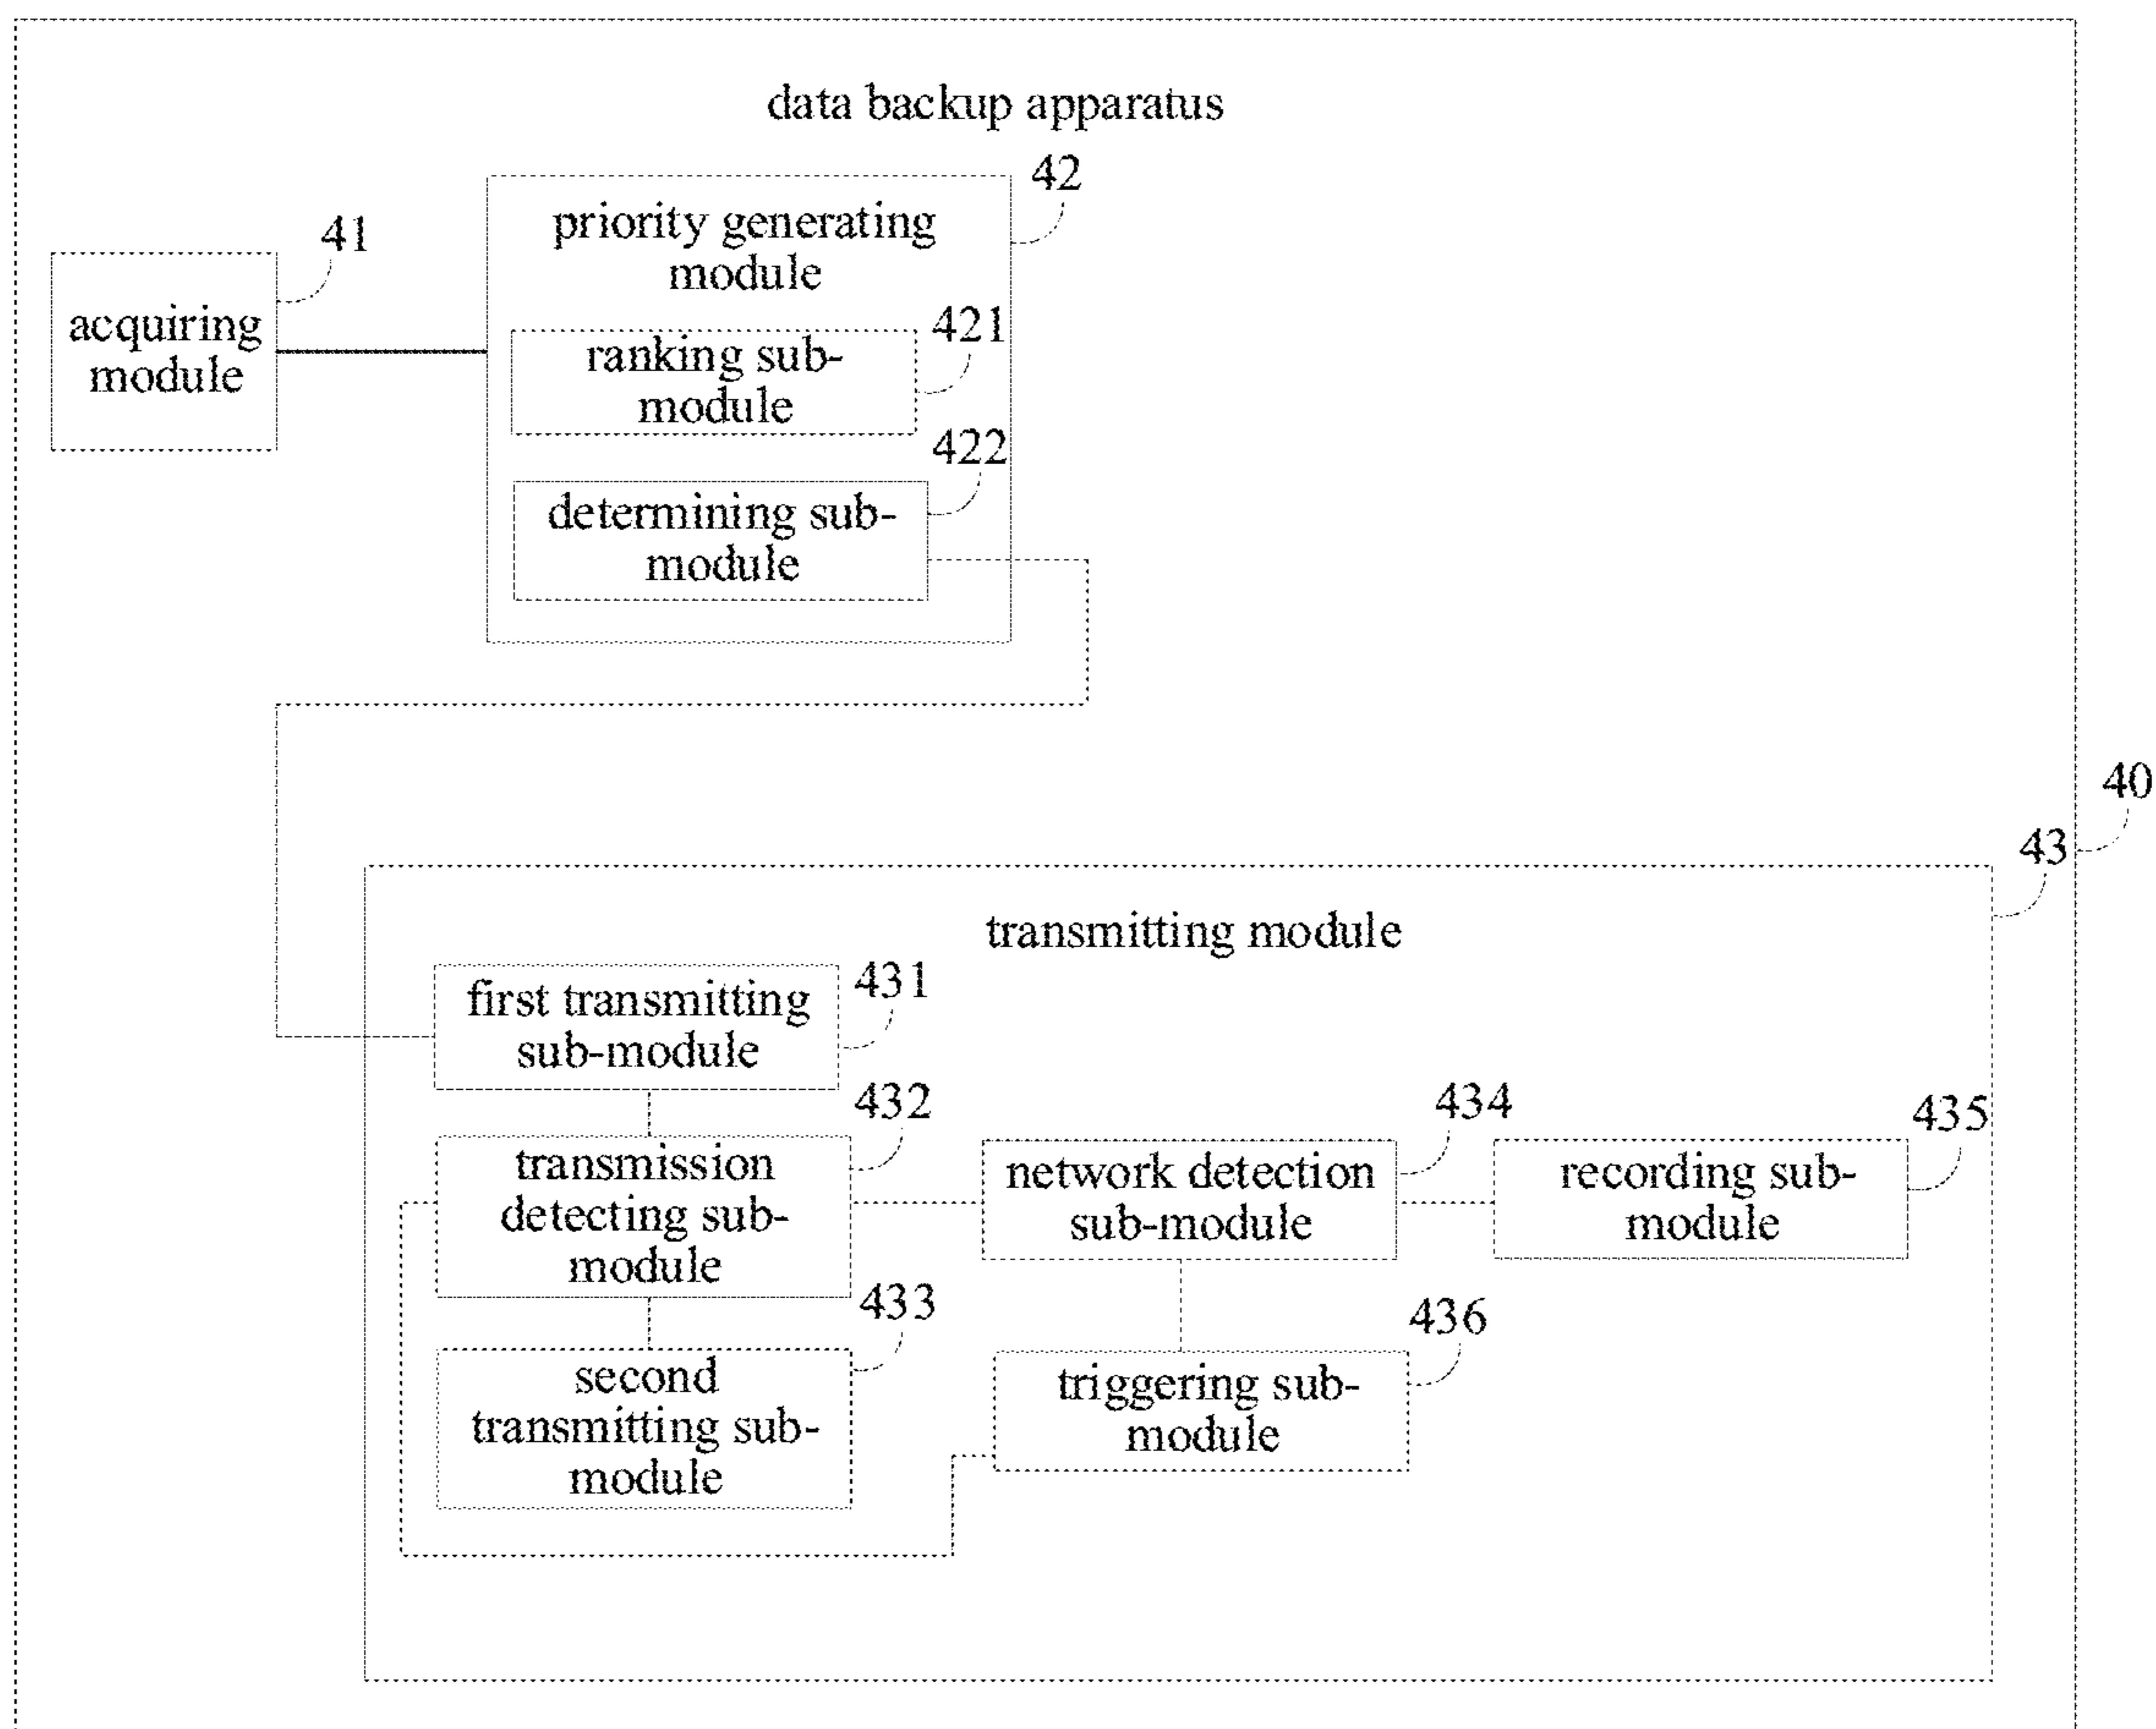 data backup apparatus
42
priority generating
module
41
acquiring
module
421
ranking sub-
module
422
determining sub-
module
40
43
transmitting module
431
first transmitting
sub-module
432
transmission
detecting sub-
module
434
network detection
sub-module
435
recording sub-
module
433
second
transmitting sub-
module
436
triggering sub-
module